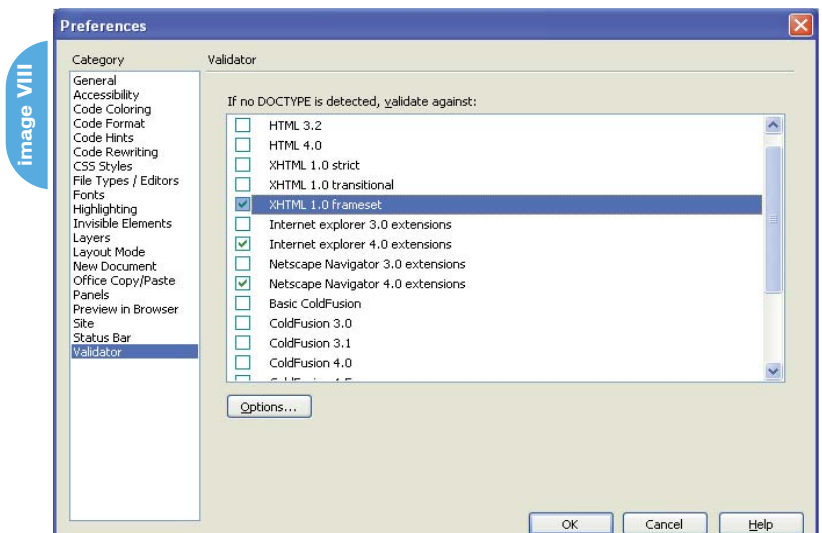 Preferences
image VIII
Category
General
Accessibility
Code Coloring
Code Format
Code Hints
Code Rewriting
CSS Styles
File Types / Editors
Fonts
Highlighting
Invisible Elements
Layers
Layout Mode
New Document
Office Copy/Paste
Panels
Preview in Browser
Site
Status Bar
Validator
Validator
If no DOCTYPE is detected, validate against:
HTML 3.2
HTML 4.0
XHTML 1.0 strict
XHTML 1.0 transitional
XHTML 1.0 frameset
Internet explorer 3.0 extensions
Internet explorer 4.0 extensions
Netscape Navigator 3.0 extensions
Netscape Navigator 4.0 extensions
Basic ColdFusion
ColdFusion 3.0
ColdFusion 3.1
ColdFusion 4.0
Options...
OK
Cancel
Help